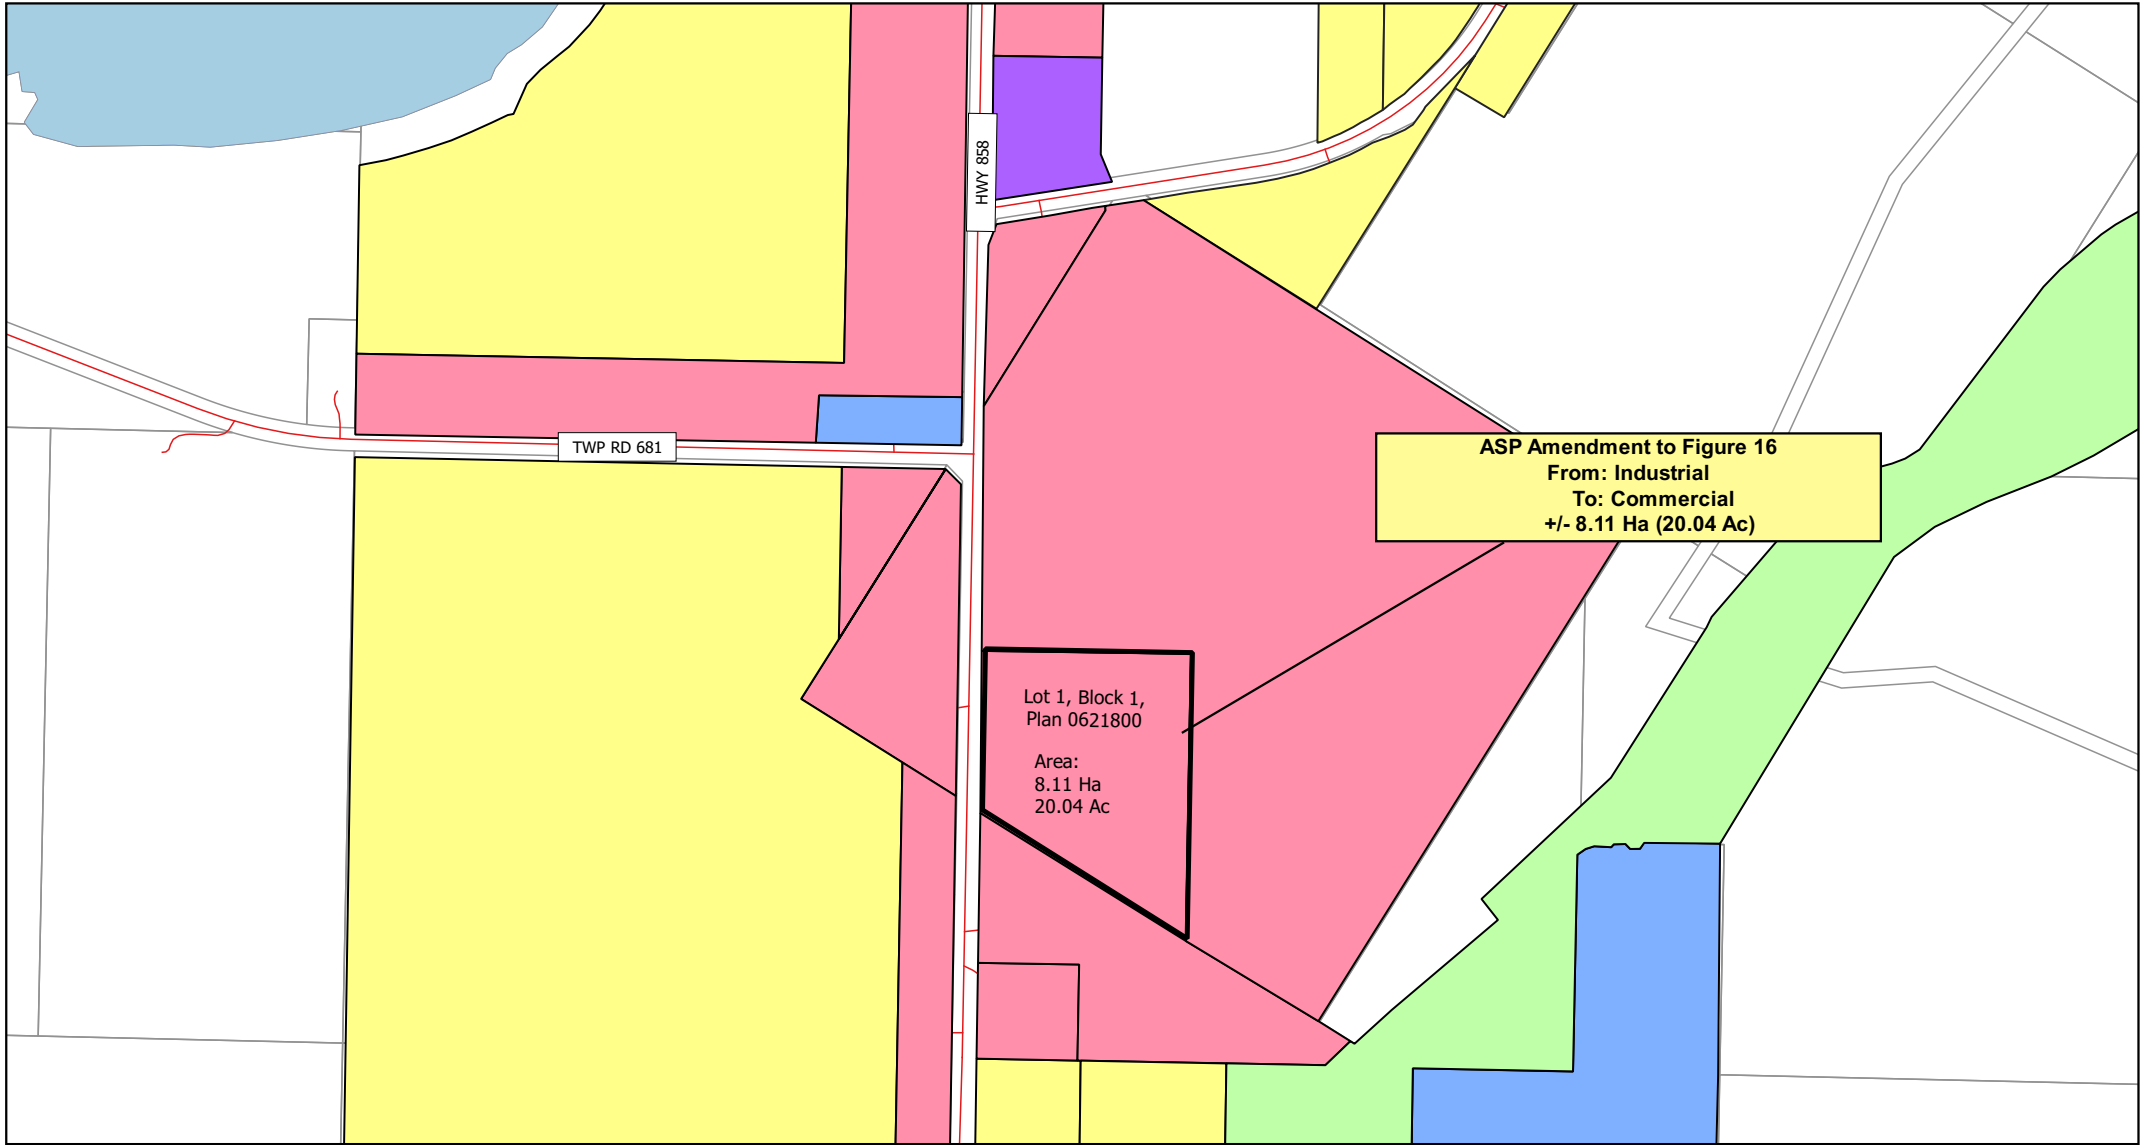 HWY 858
TWP RD 681
ASP Amendment to Figure 16
From: Industrial
To: Commercial
+/- 8.11 Ha (20.04 Ac)
Lot 1, Block 1,
Plan 0621800
Area:
8.11 Ha
20.04 Ac